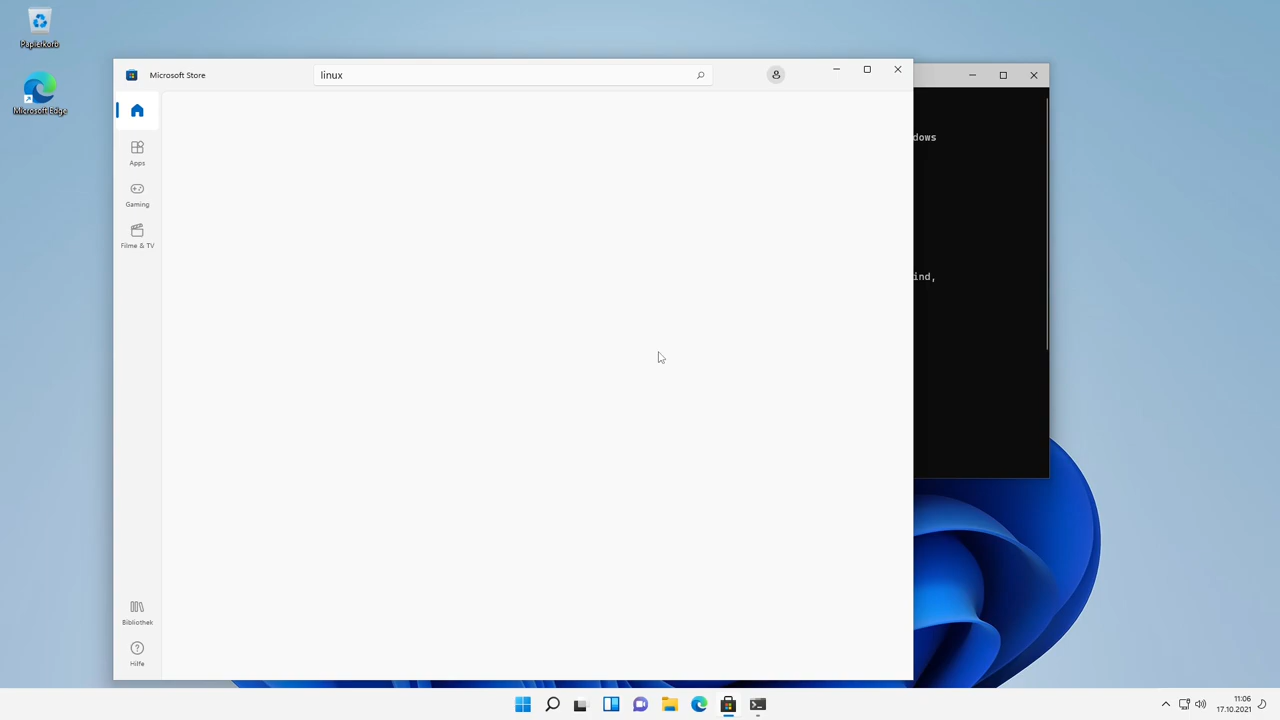 Papierkorb
Microsoft Edge
Microsoft Store
linux
Apps
Gaming
Filme & TV
Bibliothek
Hilfe
dows
ind,
11:06
17.10.2021